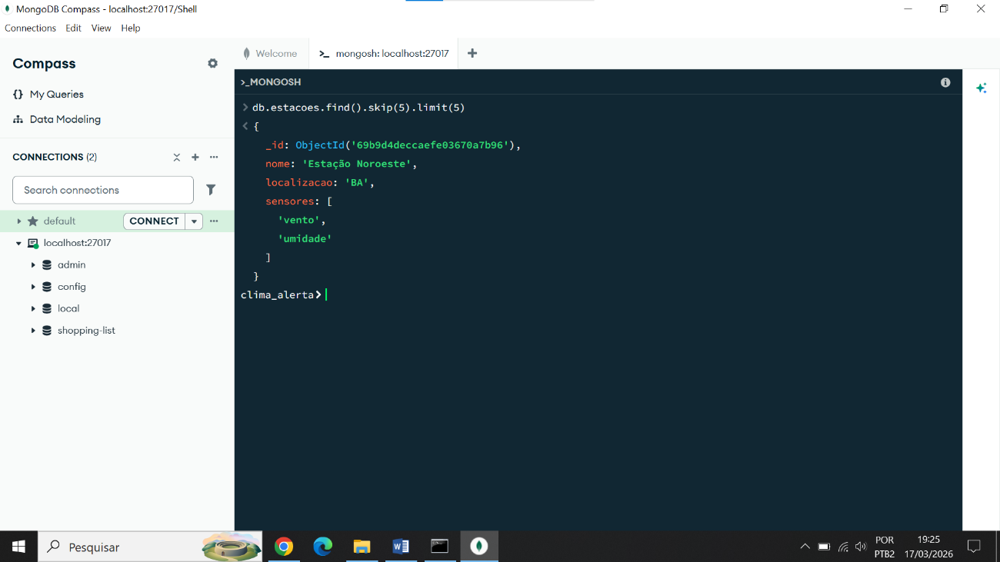 MongoDB Compass - localhost:27017/Shell
Connections Edit View Help
Compass
My Queries
Data Modeling
CONNECTIONS (2)
Search connections
default
CONNECT
localhost:27017
admin
config
local
shopping-list
Welcome
>_ mongosh: localhost:27017
>_MONGOSH
> db.estacoes.find().skip(5).limit(5)
< {
_id: ObjectId('69b9d4deccaefe03670a7b96'),
nome: 'Estação Noroeste',
localizacao: 'BA',
sensores: [
'vento',
'umidade'
]
}
clima_alerta>
Pesquisar
POR
PTB2
19:25
17/03/2026